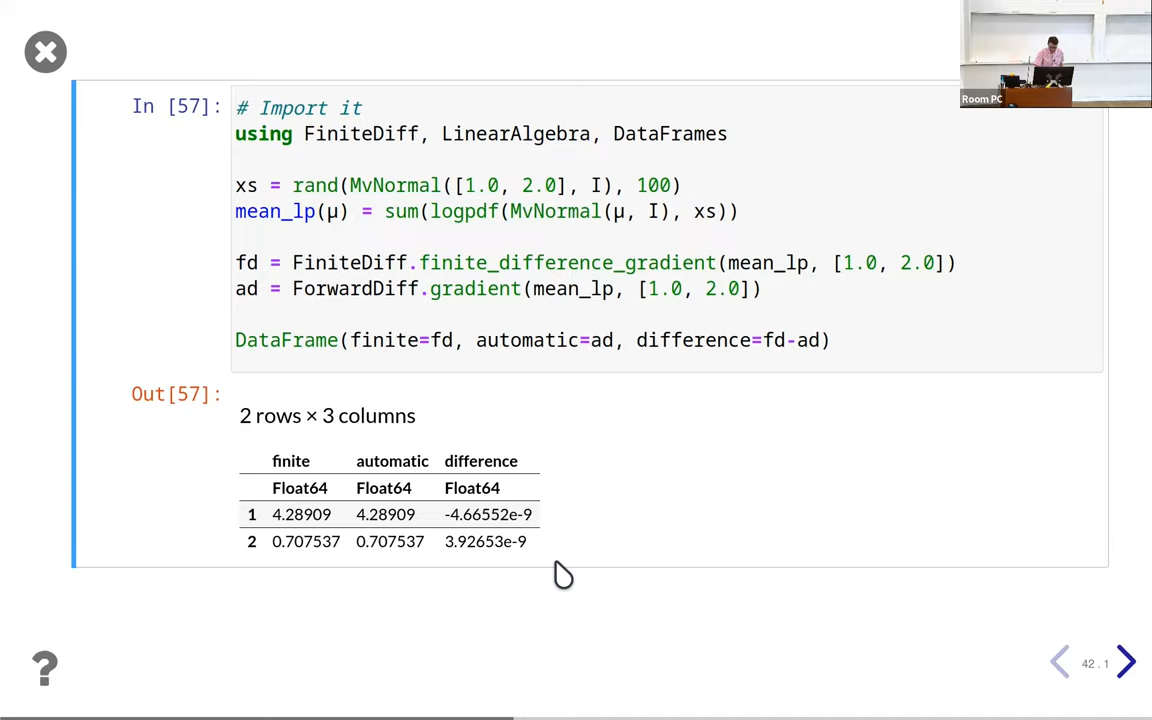 Room PC
In [57]:
# Import it
using FiniteDiff, LinearAlgebra, DataFrames
xs = rand(MvNormal([1.0, 2.0], I), 100)
mean_lp(μ) = sum(logpdf(MvNormal(μ, I), xs))
fd = FiniteDiff.finite_difference_gradient(mean_lp, [1.0, 2.0])
ad = ForwardDiff.gradient(mean_lp, [1.0, 2.0])
DataFrame(finite=fd, automatic=ad, difference=fd-ad)
Out[57]:
2 rows × 3 columns
finite automatic difference
Float64 Float64 Float64
1 4.28909 4.28909 -4.66552e-9
2 0.707537 0.707537 3.92653e-9
?
42 . 1